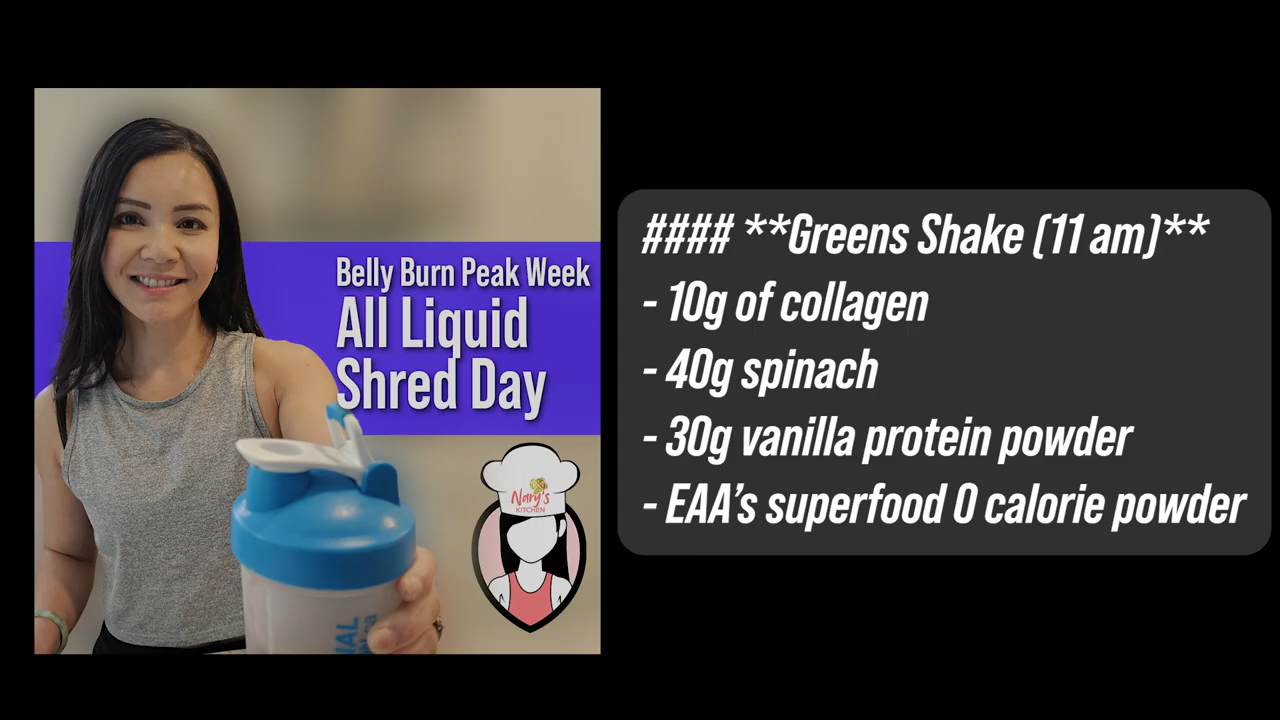 Belly Burn Peak Week
All Liquid
Shred Day
Nary's
KITCHEN
#### **Greens Shake (11 am)**
- 10g of collagen
- 40g spinach
- 30g vanilla protein powder
- EAA’s superfood 0 calorie powder